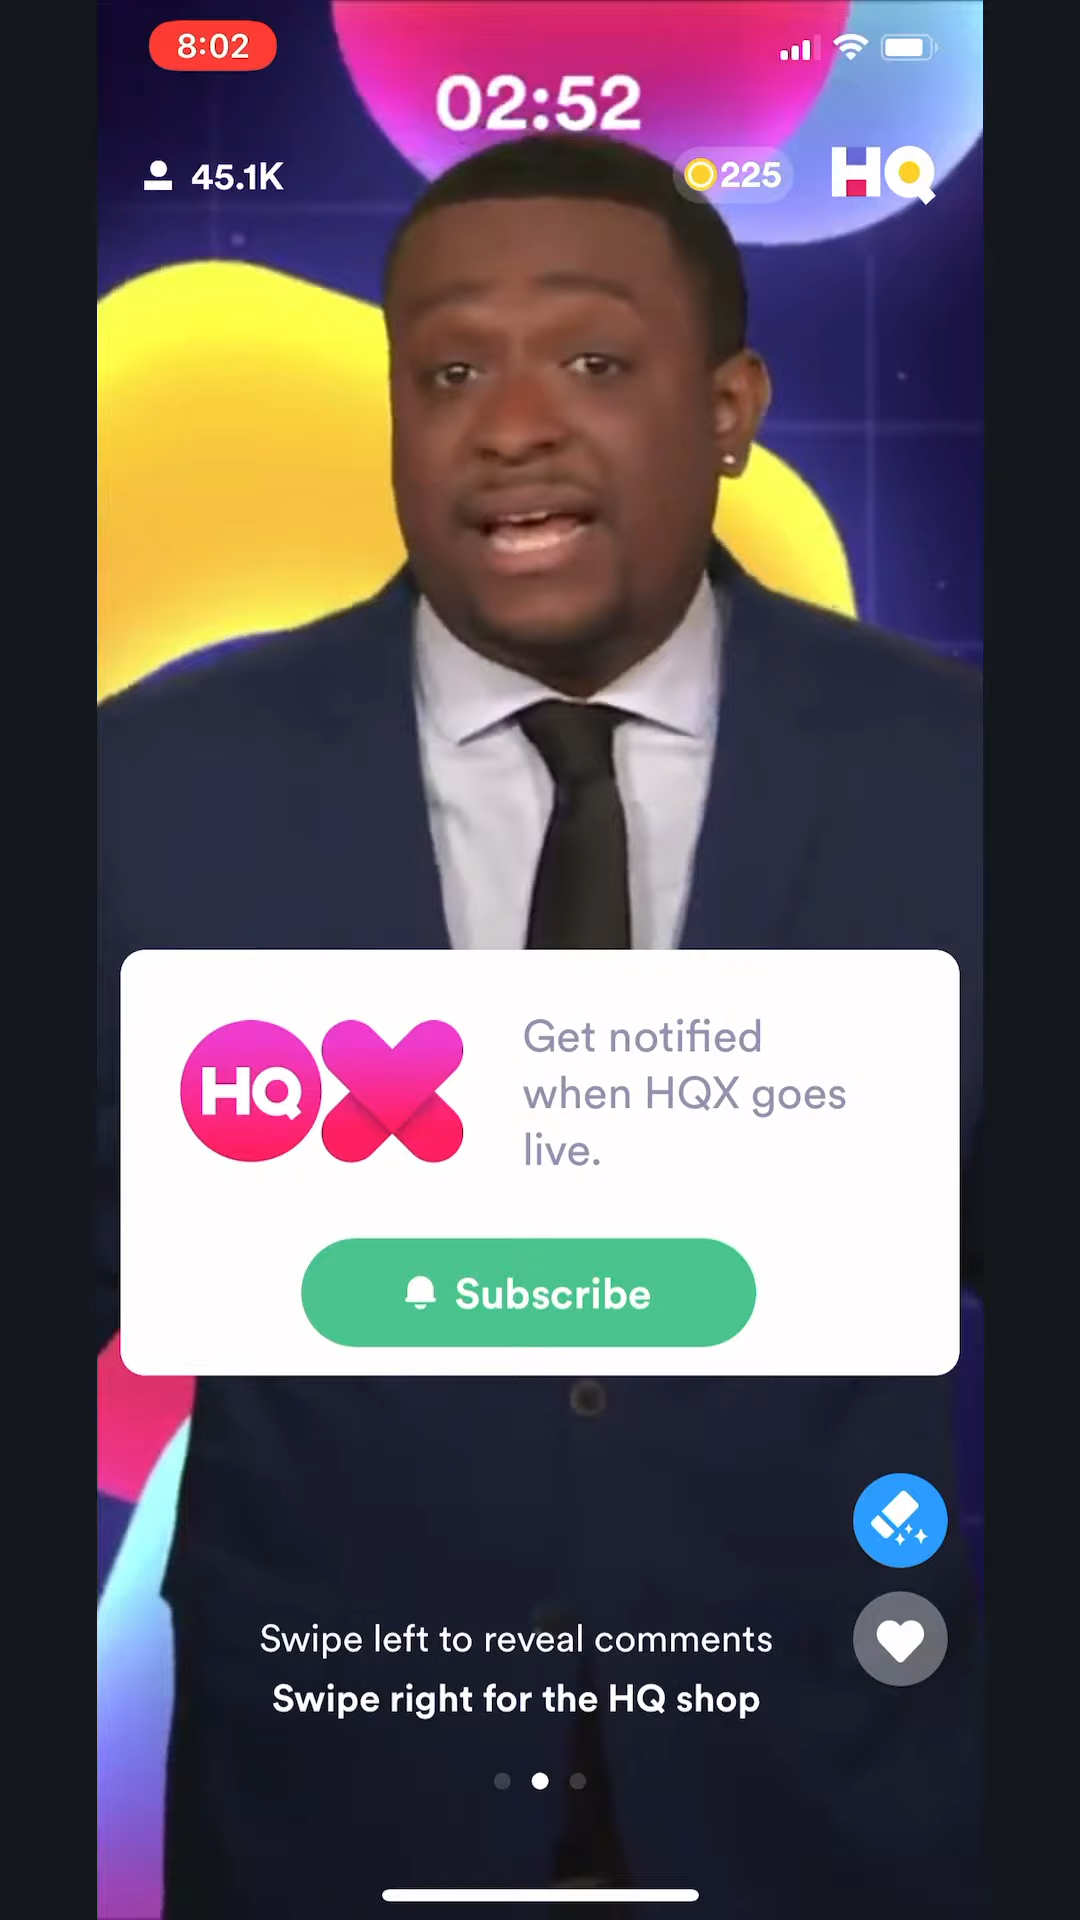 8:02
02:52
45.1K
225
HQ
HQ
Get notified
when HQX goes
live.
Subscribe
Swipe left to reveal comments
Swipe right for the HQ shop